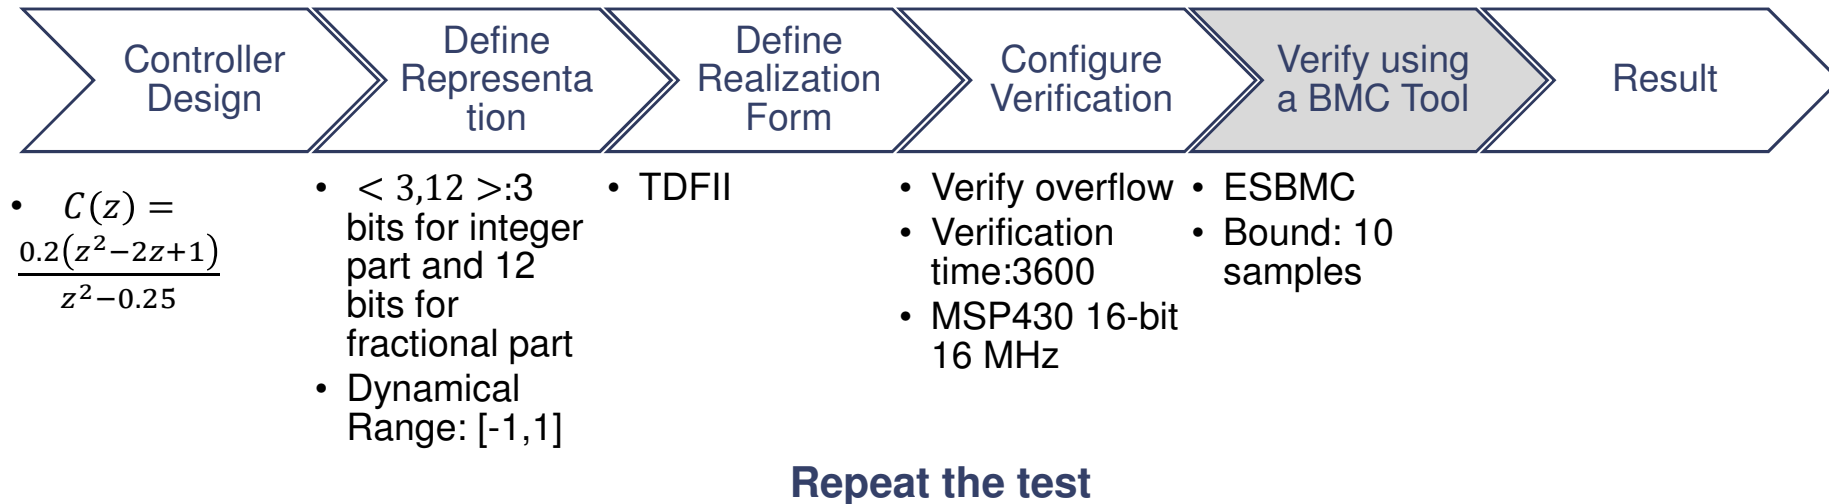 Controller
Design
Define
Representa
tion
Define
Realization
Form
Configure
Verification
Verify using
a BMC Tool
Result
• C(z) =
0.2(z²−2z+1)
z²−0.25
• < 3,12 >:3
bits for integer
part and 12
bits for
fractional part
• Dynamical
Range: [-1,1]
• TDFII
• Verify overflow
• Verification
time:3600
• MSP430 16-bit
16 MHz
• ESBMC
• Bound: 10
samples
Repeat the test